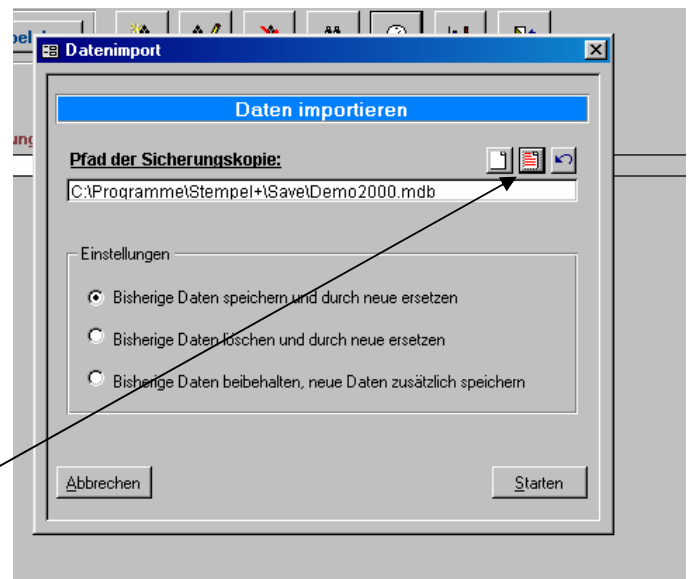 Datenimport
Daten importieren
Pfad der Sicherungskopie:
C:\Programme\Stempel+\Save\Demo2000.mdb
Einstellungen
Bisherige Daten speichern und durch neue ersetzen
Bisherige Daten löschen und durch neue ersetzen
Bisherige Daten beibehalten, neue Daten zusätzlich speichern
Abbrechen
Starten